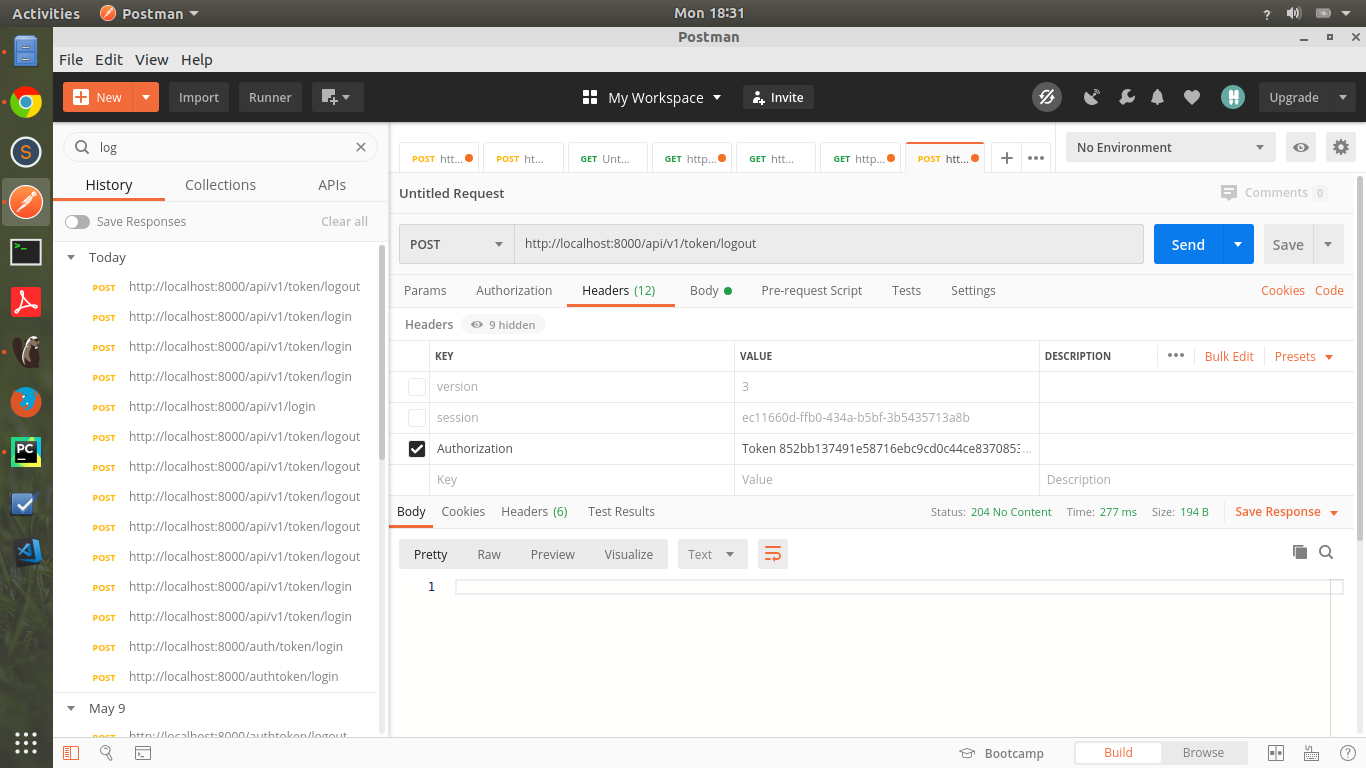 Activities Postman Mon 18:31
Postman
File Edit View Help
New Import Runner My Workspace Invite Upgrade
log
History Collections APIs
Save Responses Clear all
Today
POST http://localhost:8000/api/v1/token/logout
POST http://localhost:8000/api/v1/token/login
POST http://localhost:8000/api/v1/token/login
POST http://localhost:8000/api/v1/token/login
POST http://localhost:8000/api/v1/login
POST http://localhost:8000/api/v1/token/logout
POST http://localhost:8000/api/v1/token/logout
POST http://localhost:8000/api/v1/token/logout
POST http://localhost:8000/api/v1/token/logout
POST http://localhost:8000/api/v1/token/logout
POST http://localhost:8000/api/v1/token/login
POST http://localhost:8000/api/v1/token/login
POST http://localhost:8000/auth/token/login
POST http://localhost:8000/authtoken/login
May 9
http://localhost:8000/authtoken/logout
POST htt... POST ht... GET Unt... GET http... GET htt... GET http... POST htt...
No Environment
Untitled Request Comments 0
POST http://localhost:8000/api/v1/token/logout Send Save
Params Authorization Headers (12) Body Pre-request Script Tests Settings Cookies Code
Headers 9 hidden
KEY VALUE DESCRIPTION ••• Bulk Edit Presets
version 3
session ec11660d-ffb0-434a-b5bf-3b5435713a8b
Authorization Token 852bb137491e58716ebc9cd0c44ce8370853...
Key Value Description
Body Cookies Headers (6) Test Results Status: 204 No Content Time: 277 ms Size: 194 B Save Response
Pretty Raw Preview Visualize Text
1
Bootcamp Build Browse